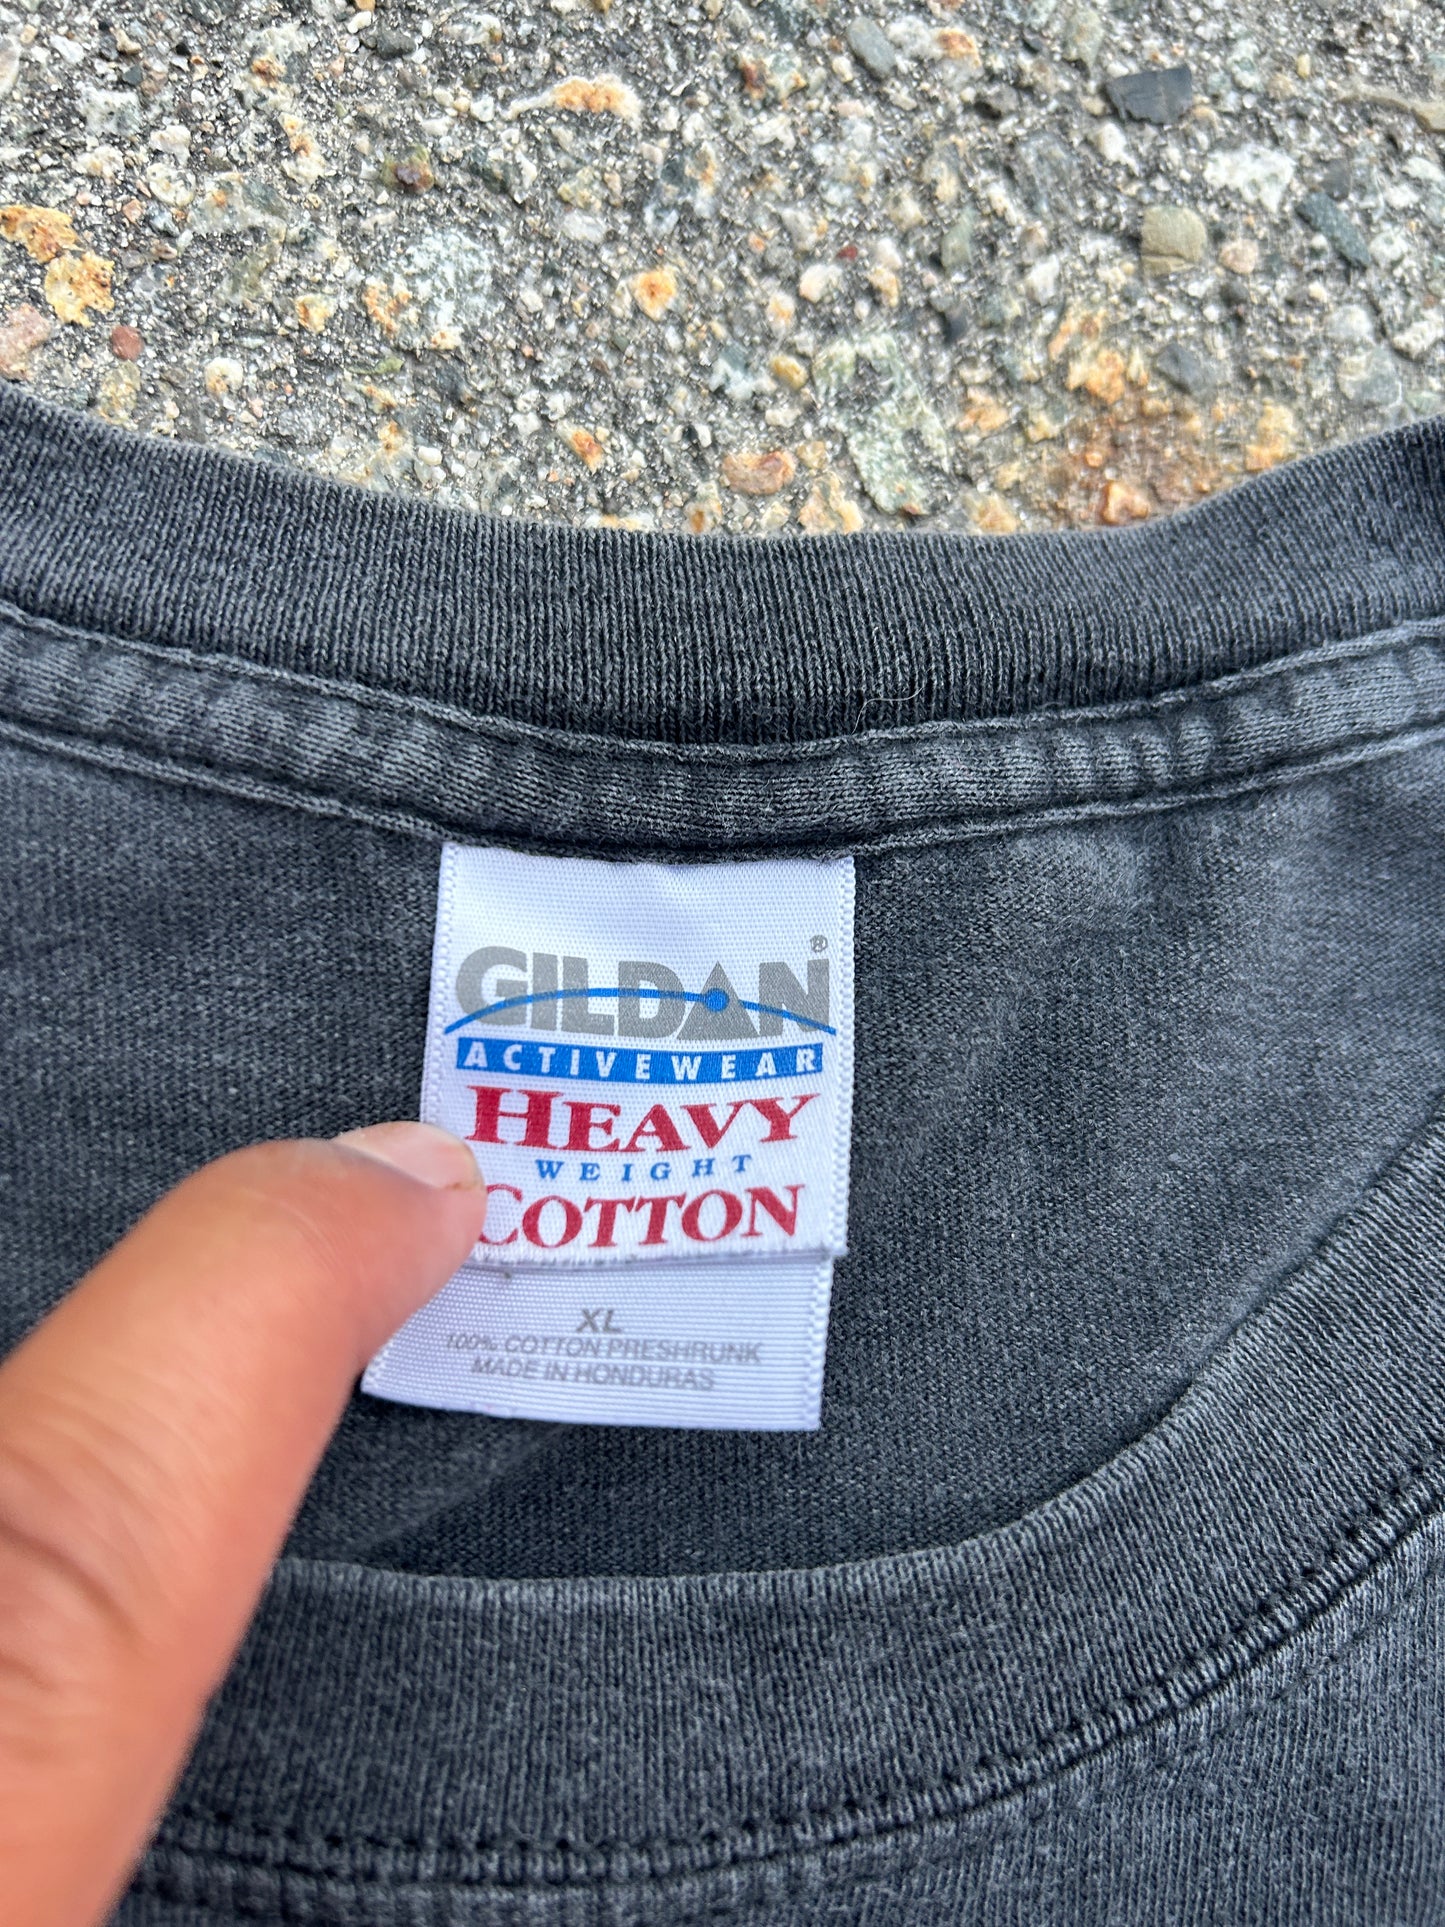 GILDAN®
ACTIVEWEAR
HEAVY
WEIGHT
COTTON
XL
100% COTTON PRESHRUNK
MADE IN HONDURAS